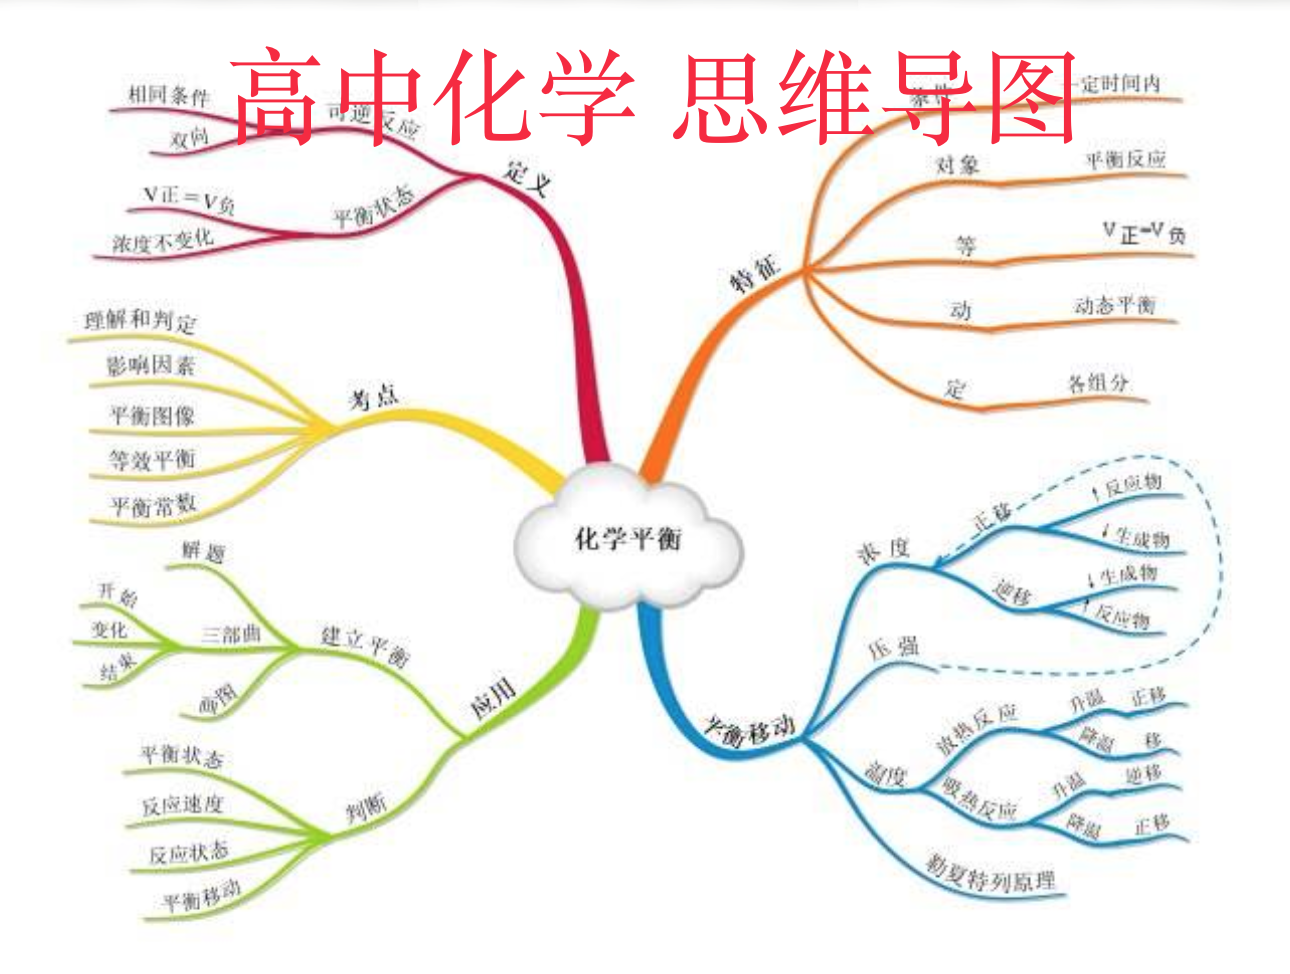 高中化学 思维导图
化学平衡
定义
可逆反应
相同条件
双向
平衡状态
V正=V负
浓度不变化
考点
理解和判定
影响因素
平衡图像
等效平衡
平衡常数
应用
建立平衡
解题
三部曲
开始
变化
结束
画图
判断
平衡状态
反应速度
反应状态
平衡移动
特征
条件
一定时间内
对象
平衡反应
等
V正=V负
动
动态平衡
定
各组分
平衡移动
浓度
正移
↑反应物
↓生成物
逆移
↓生成物
↑反应物
压强
温度
放热反应
升温
正移
降温
移
吸热反应
升温
逆移
降温
正移
勒夏特列原理